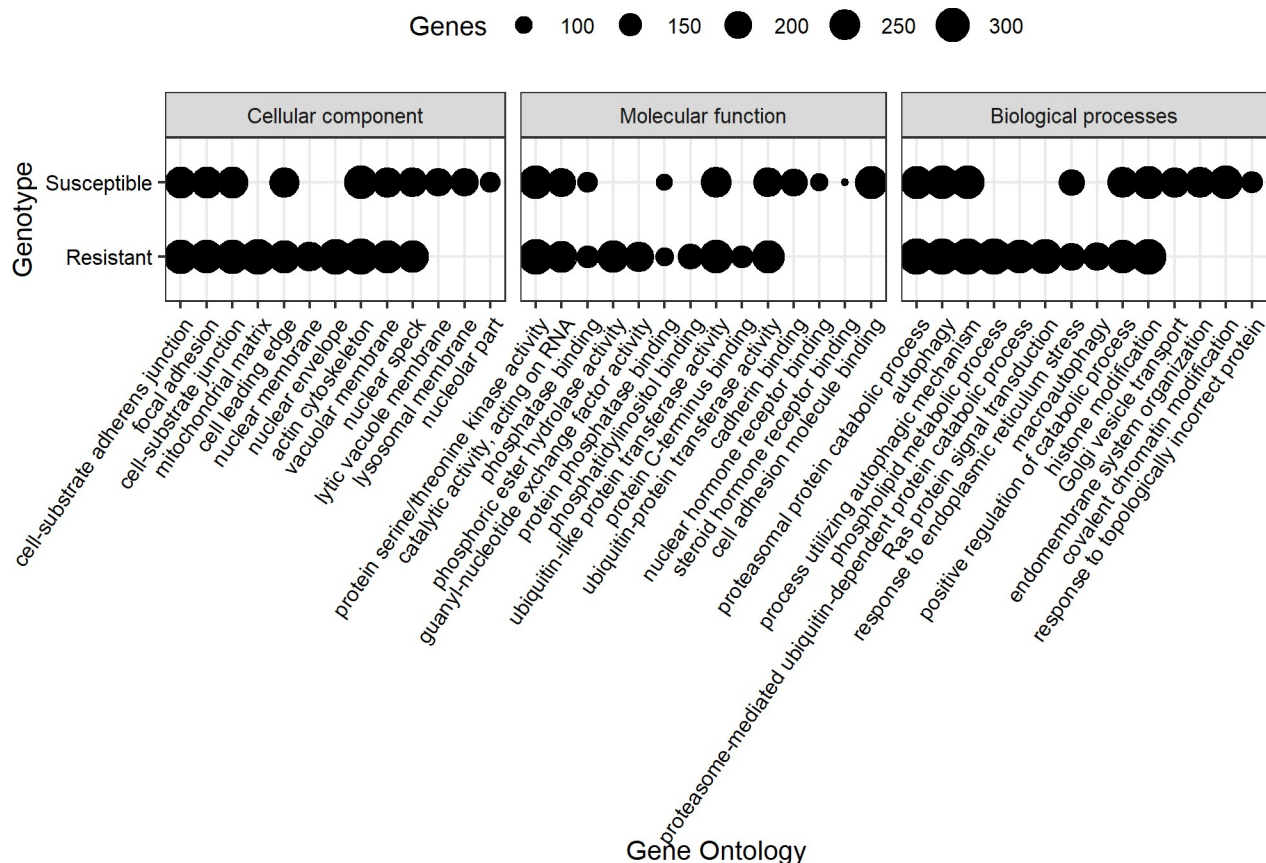 Genes 100 150 200 250 300
Cellular component Molecular function Biological processes
Genotype
Susceptible
Resistant
cell-substrate adherens junction
focal adhesion
cell-substrate junction
mitochondrial matrix
cell leading edge
nuclear membrane
nuclear envelope
actin cytoskeleton
vacuolar membrane
nuclear speck
lytic vacuole membrane
lysosomal membrane
nucleolar part
protein serine/threonine kinase activity
catalytic activity, acting on RNA
phosphatase binding
phosphoric ester hydrolase activity
guanyl-nucleotide exchange factor activity
protein phosphatase binding
phosphatidylinositol binding
ubiquitin-like protein transferase activity
protein C-terminus binding
ubiquitin-protein transferase activity
cadherin binding
nuclear hormone receptor binding
steroid hormone receptor binding
cell adhesion molecule binding
proteasomal protein catabolic process
autophagy
process utilizing autophagic mechanism
phospholipid metabolic process
proteasome-mediated ubiquitin-dependent protein catabolic process
Ras protein signal transduction
response to endoplasmic reticulum stress
macroautophagy
positive regulation of catabolic process
histone modification
Golgi vesicle transport
endomembrane system organization
covalent chromatin modification
response to topologically incorrect protein
Gene Ontology